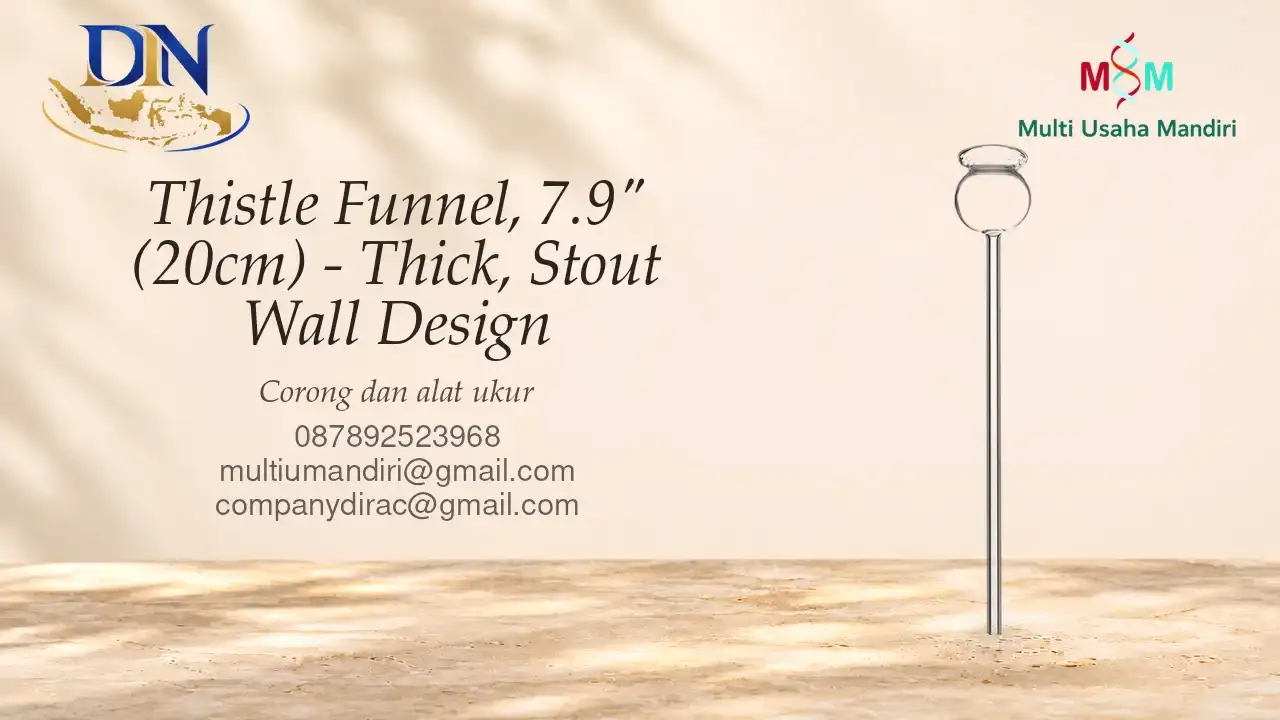 DIN
M M
Multi Usaha Mandiri
Thistle Funnel, 7.9"
(20cm) - Thick, Stout
Wall Design
Corong dan alat ukur
087892523968
multiumandiri@gmail.com
companydirac@gmail.com